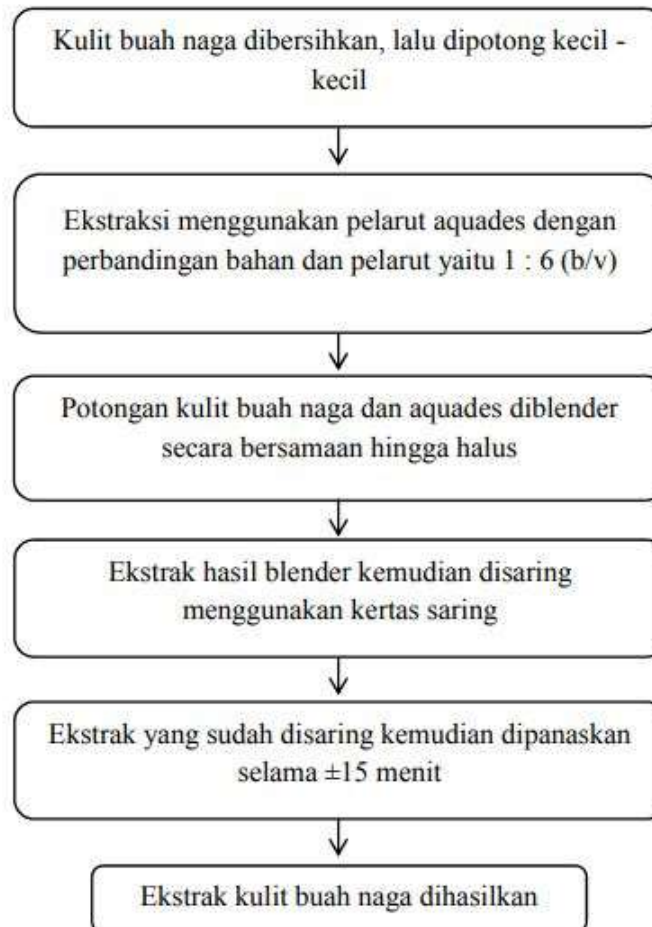 Kulit buah naga dibersihkan, lalu dipotong kecil -
kecil
Ekstraksi menggunakan pelarut aquades dengan
perbandingan bahan dan pelarut yaitu 1 : 6 (b/v)
Potongan kulit buah naga dan aquades diblender
secara bersamaan hingga halus
Ekstrak hasil blender kemudian disaring
menggunakan kertas saring
Ekstrak yang sudah disaring kemudian dipanaskan
selama ±15 menit
Ekstrak kulit buah naga dihasilkan